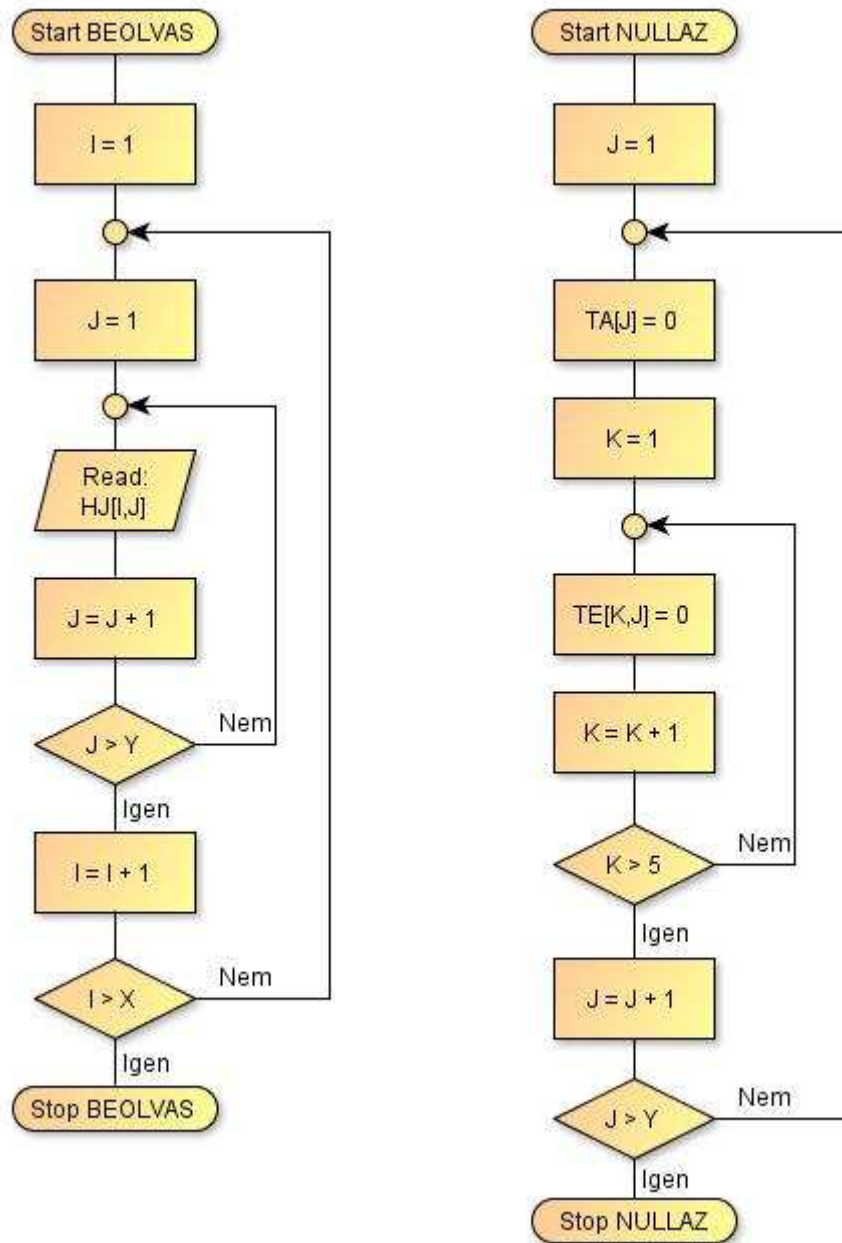 Start BEOLVAS
I = 1
J = 1
Read:
HJ[I,J]
J = J + 1
J > Y
Nem
Igen
I = I + 1
I > X
Nem
Igen
Stop BEOLVAS
Start NULLAZ
J = 1
TA[J] = 0
K = 1
TE[K,J] = 0
K = K + 1
K > 5
Nem
Igen
J = J + 1
J > Y
Nem
Igen
Stop NULLAZ